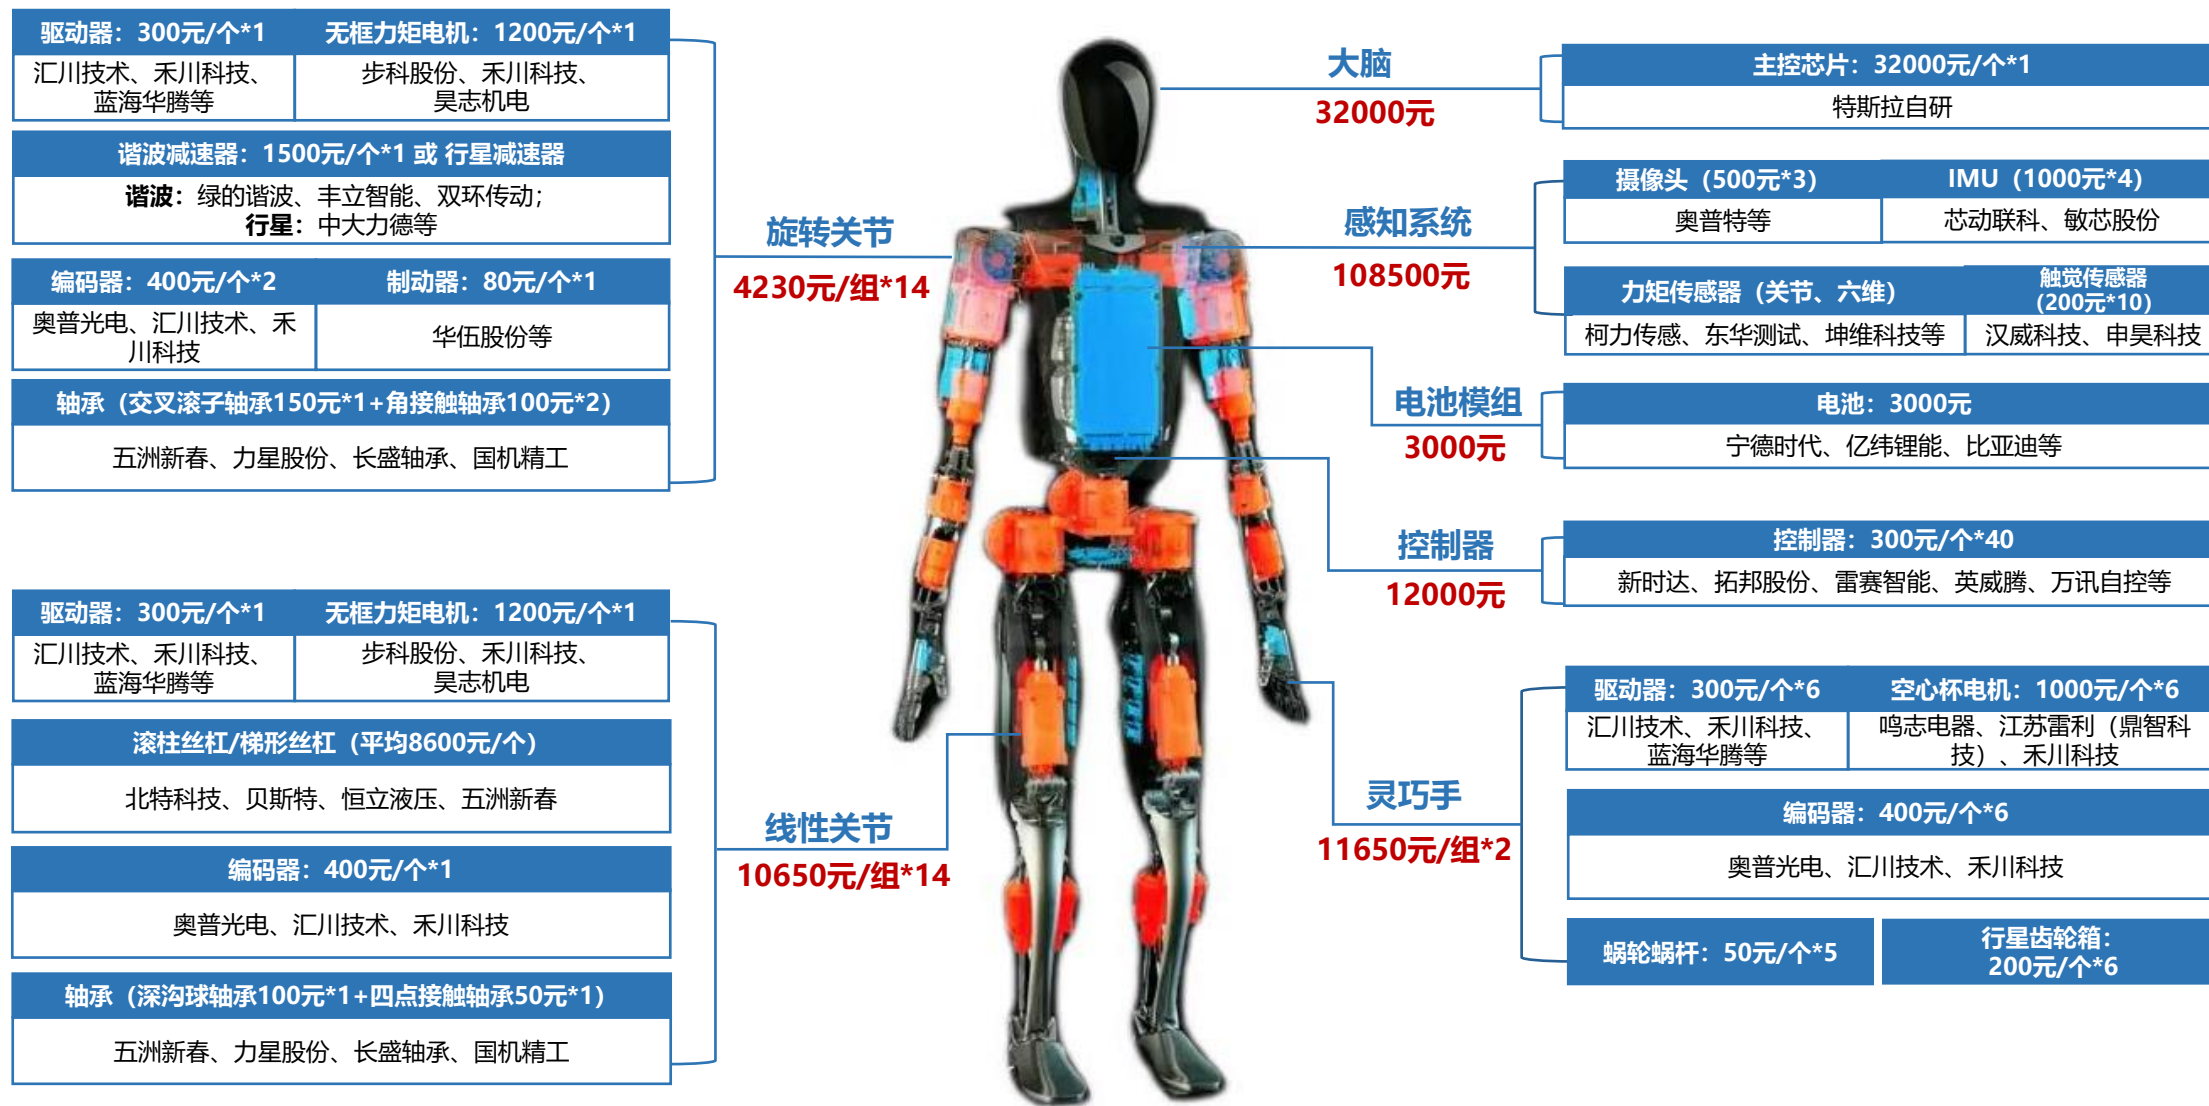 驱动器：300元/个*1
无框力矩电机：1200元/个*1
汇川技术、禾川科技、
蓝海华腾等
步科股份、禾川科技、
昊志机电
谐波减速器：1500元/个*1 或 行星减速器
谐波：绿的谐波、丰立智能、双环传动；
行星：中大力德等
编码器：400元/个*2
制动器：80元/个*1
奥普光电、汇川技术、禾
川科技
华伍股份等
轴承（交叉滚子轴承150元*1+角接触轴承100元*2）
五洲新春、力星股份、长盛轴承、国机精工
旋转关节
4230元/组*14
驱动器：300元/个*1
无框力矩电机：1200元/个*1
汇川技术、禾川科技、
蓝海华腾等
步科股份、禾川科技、
昊志机电
滚柱丝杠/梯形丝杠（平均8600元/个）
北特科技、贝斯特、恒立液压、五洲新春
编码器：400元/个*1
奥普光电、汇川技术、禾川科技
轴承（深沟球轴承100元*1+四点接触轴承50元*1）
五洲新春、力星股份、长盛轴承、国机精工
线性关节
10650元/组*14
大脑
32000元
主控芯片：32000元/个*1
特斯拉自研
感知系统
108500元
摄像头（500元*3）
IMU（1000元*4）
奥普特等
芯动联科、敏芯股份
力矩传感器（关节、六维）
触觉传感器
(200元*10)
柯力传感、东华测试、坤维科技等
汉威科技、申昊科技
电池模组
3000元
电池：3000元
宁德时代、亿纬锂能、比亚迪等
控制器
12000元
控制器：300元/个*40
新时达、拓邦股份、雷赛智能、英威腾、万讯自控等
灵巧手
11650元/组*2
驱动器：300元/个*6
空心杯电机：1000元/个*6
汇川技术、禾川科技、
蓝海华腾等
鸣志电器、江苏雷利（鼎智科
技）、禾川科技
编码器：400元/个*6
奥普光电、汇川技术、禾川科技
蜗轮蜗杆：50元/个*5
行星齿轮箱：
200元/个*6